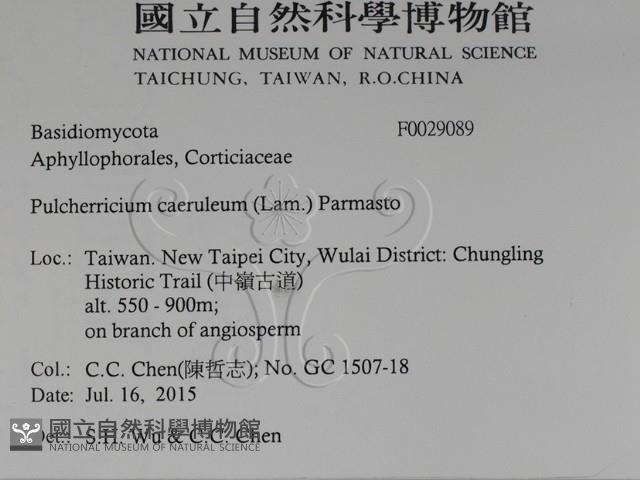 國立自然科學博物館
NATIONAL MUSEUM OF NATURAL SCIENCE
TAICHUNG, TAIWAN, R.O.CHINA
Basidiomycota F0029089
Aphyllophorales, Corticiaceae
Pulcherricium caeruleum (Lam.) Parmasto
Loc.: Taiwan. New Taipei City, Wulai District: Chungling
Historic Trail (中嶺古道)
alt. 550 - 900m;
on branch of angiosperm
Col.: C.C. Chen(陳哲志); No. GC 1507-18
Date: Jul. 16, 2015
Det.: S.H. Wu & C.C. Chen
國立自然科學博物館
NATIONAL MUSEUM OF NATURAL SCIENCE